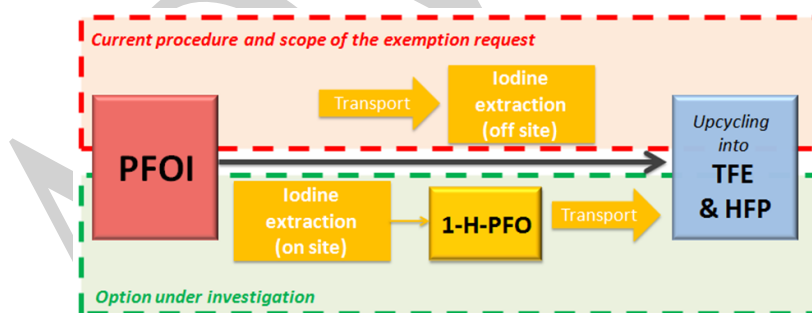 Current procedure and scope of the exemption request
Transport
Iodine
extraction
(off site)
PFOI
Upcycling
into
TFE
& HFP
Iodine
extraction
(on site)
1-H-PFO
Transport
Option under investigation